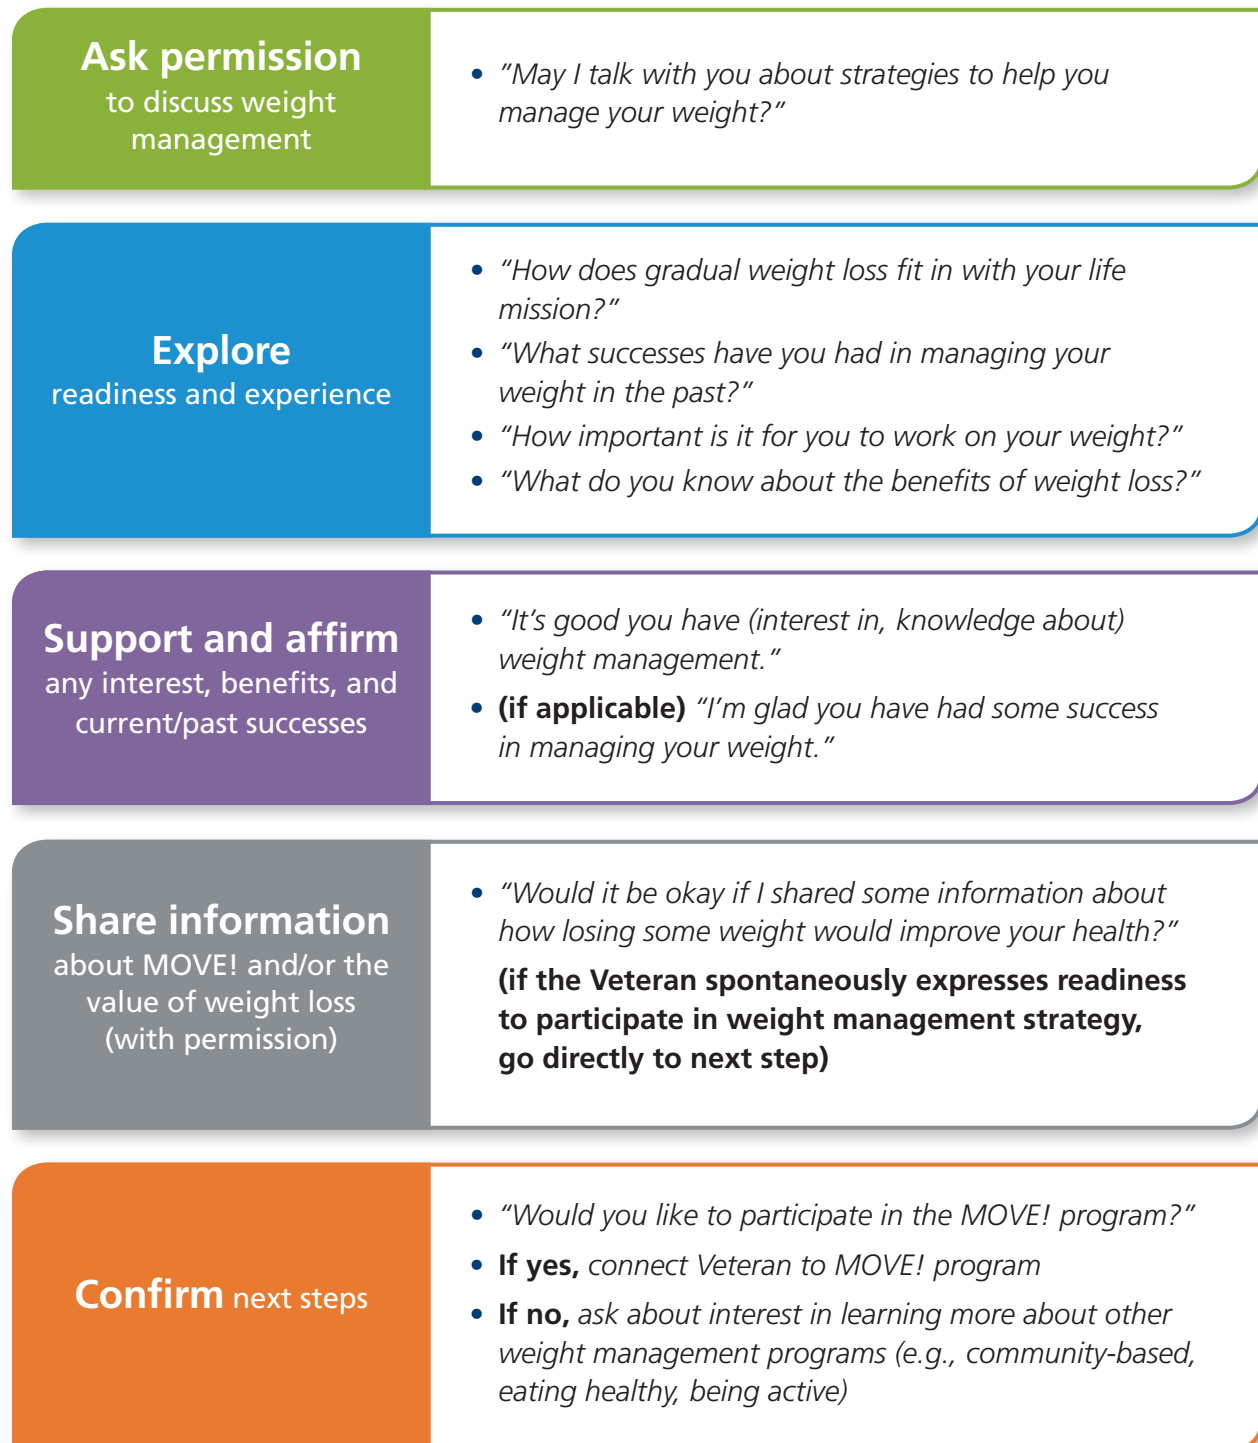 Ask permission
to discuss weight
management
• "May I talk with you about strategies to help you
manage your weight?"
Explore
readiness and experience
• "How does gradual weight loss fit in with your life
mission?"
• "What successes have you had in managing your
weight in the past?"
• "How important is it for you to work on your weight?"
• "What do you know about the benefits of weight loss?"
Support and affirm
any interest, benefits, and
current/past successes
• "It's good you have (interest in, knowledge about)
weight management."
• (if applicable) "I'm glad you have had some success
in managing your weight."
Share information
about MOVE! and/or the
value of weight loss
(with permission)
• "Would it be okay if I shared some information about
how losing some weight would improve your health?"
(if the Veteran spontaneously expresses readiness
to participate in weight management strategy,
go directly to next step)
Confirm next steps
• "Would you like to participate in the MOVE! program?"
• If yes, connect Veteran to MOVE! program
• If no, ask about interest in learning more about other
weight management programs (e.g., community-based,
eating healthy, being active)